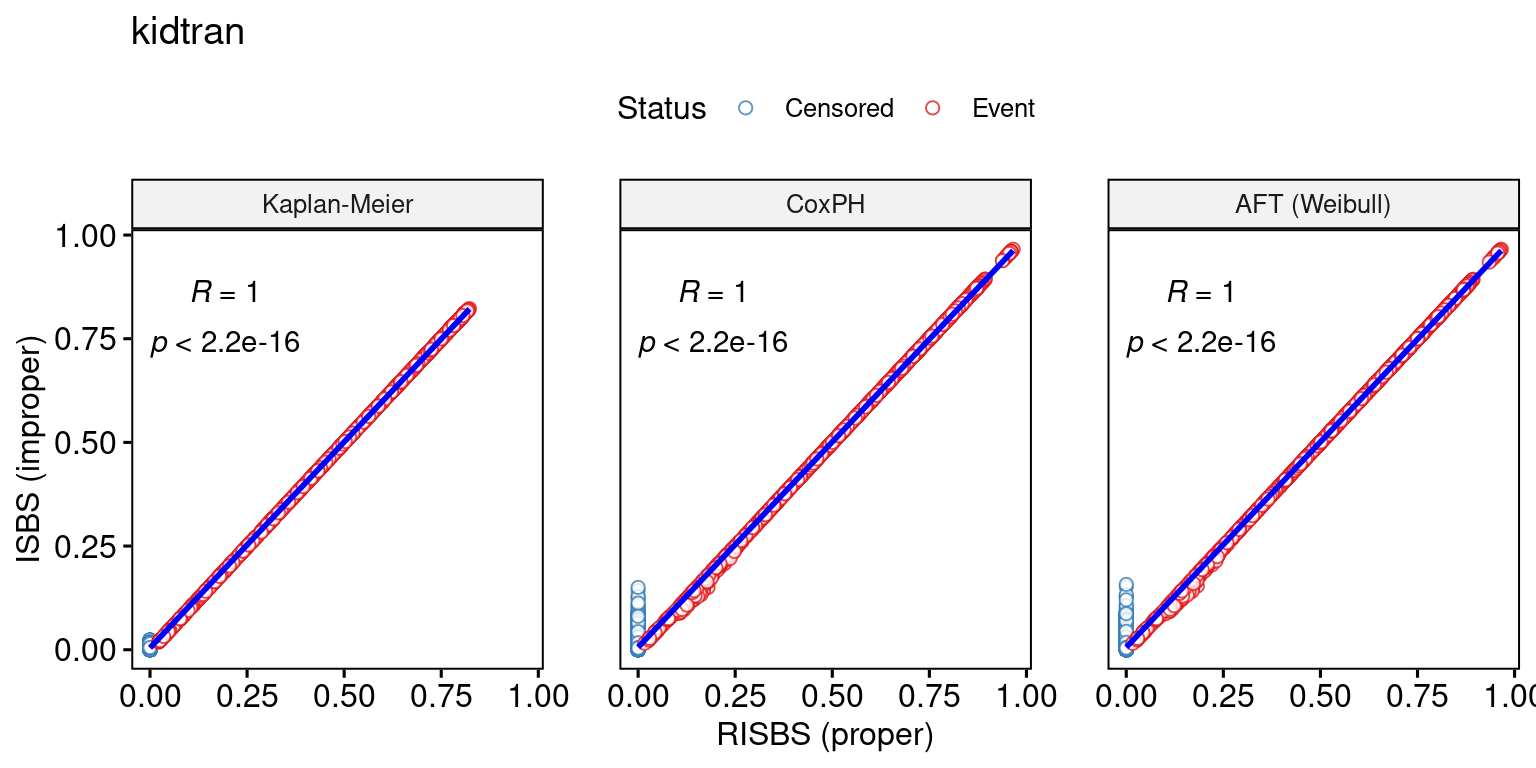 kidtran
Status Censored Event
Kaplan-Meier CoxPH AFT (Weibull)
ISBS (improper)
1.00
0.75
0.50
0.25
0.00
R = 1
p < 2.2e-16
R = 1
p < 2.2e-16
R = 1
p < 2.2e-16
0.00 0.25 0.50 0.75 1.00 0.00 0.25 0.50 0.75 1.00 0.00 0.25 0.50 0.75 1.00
RISBS (proper)